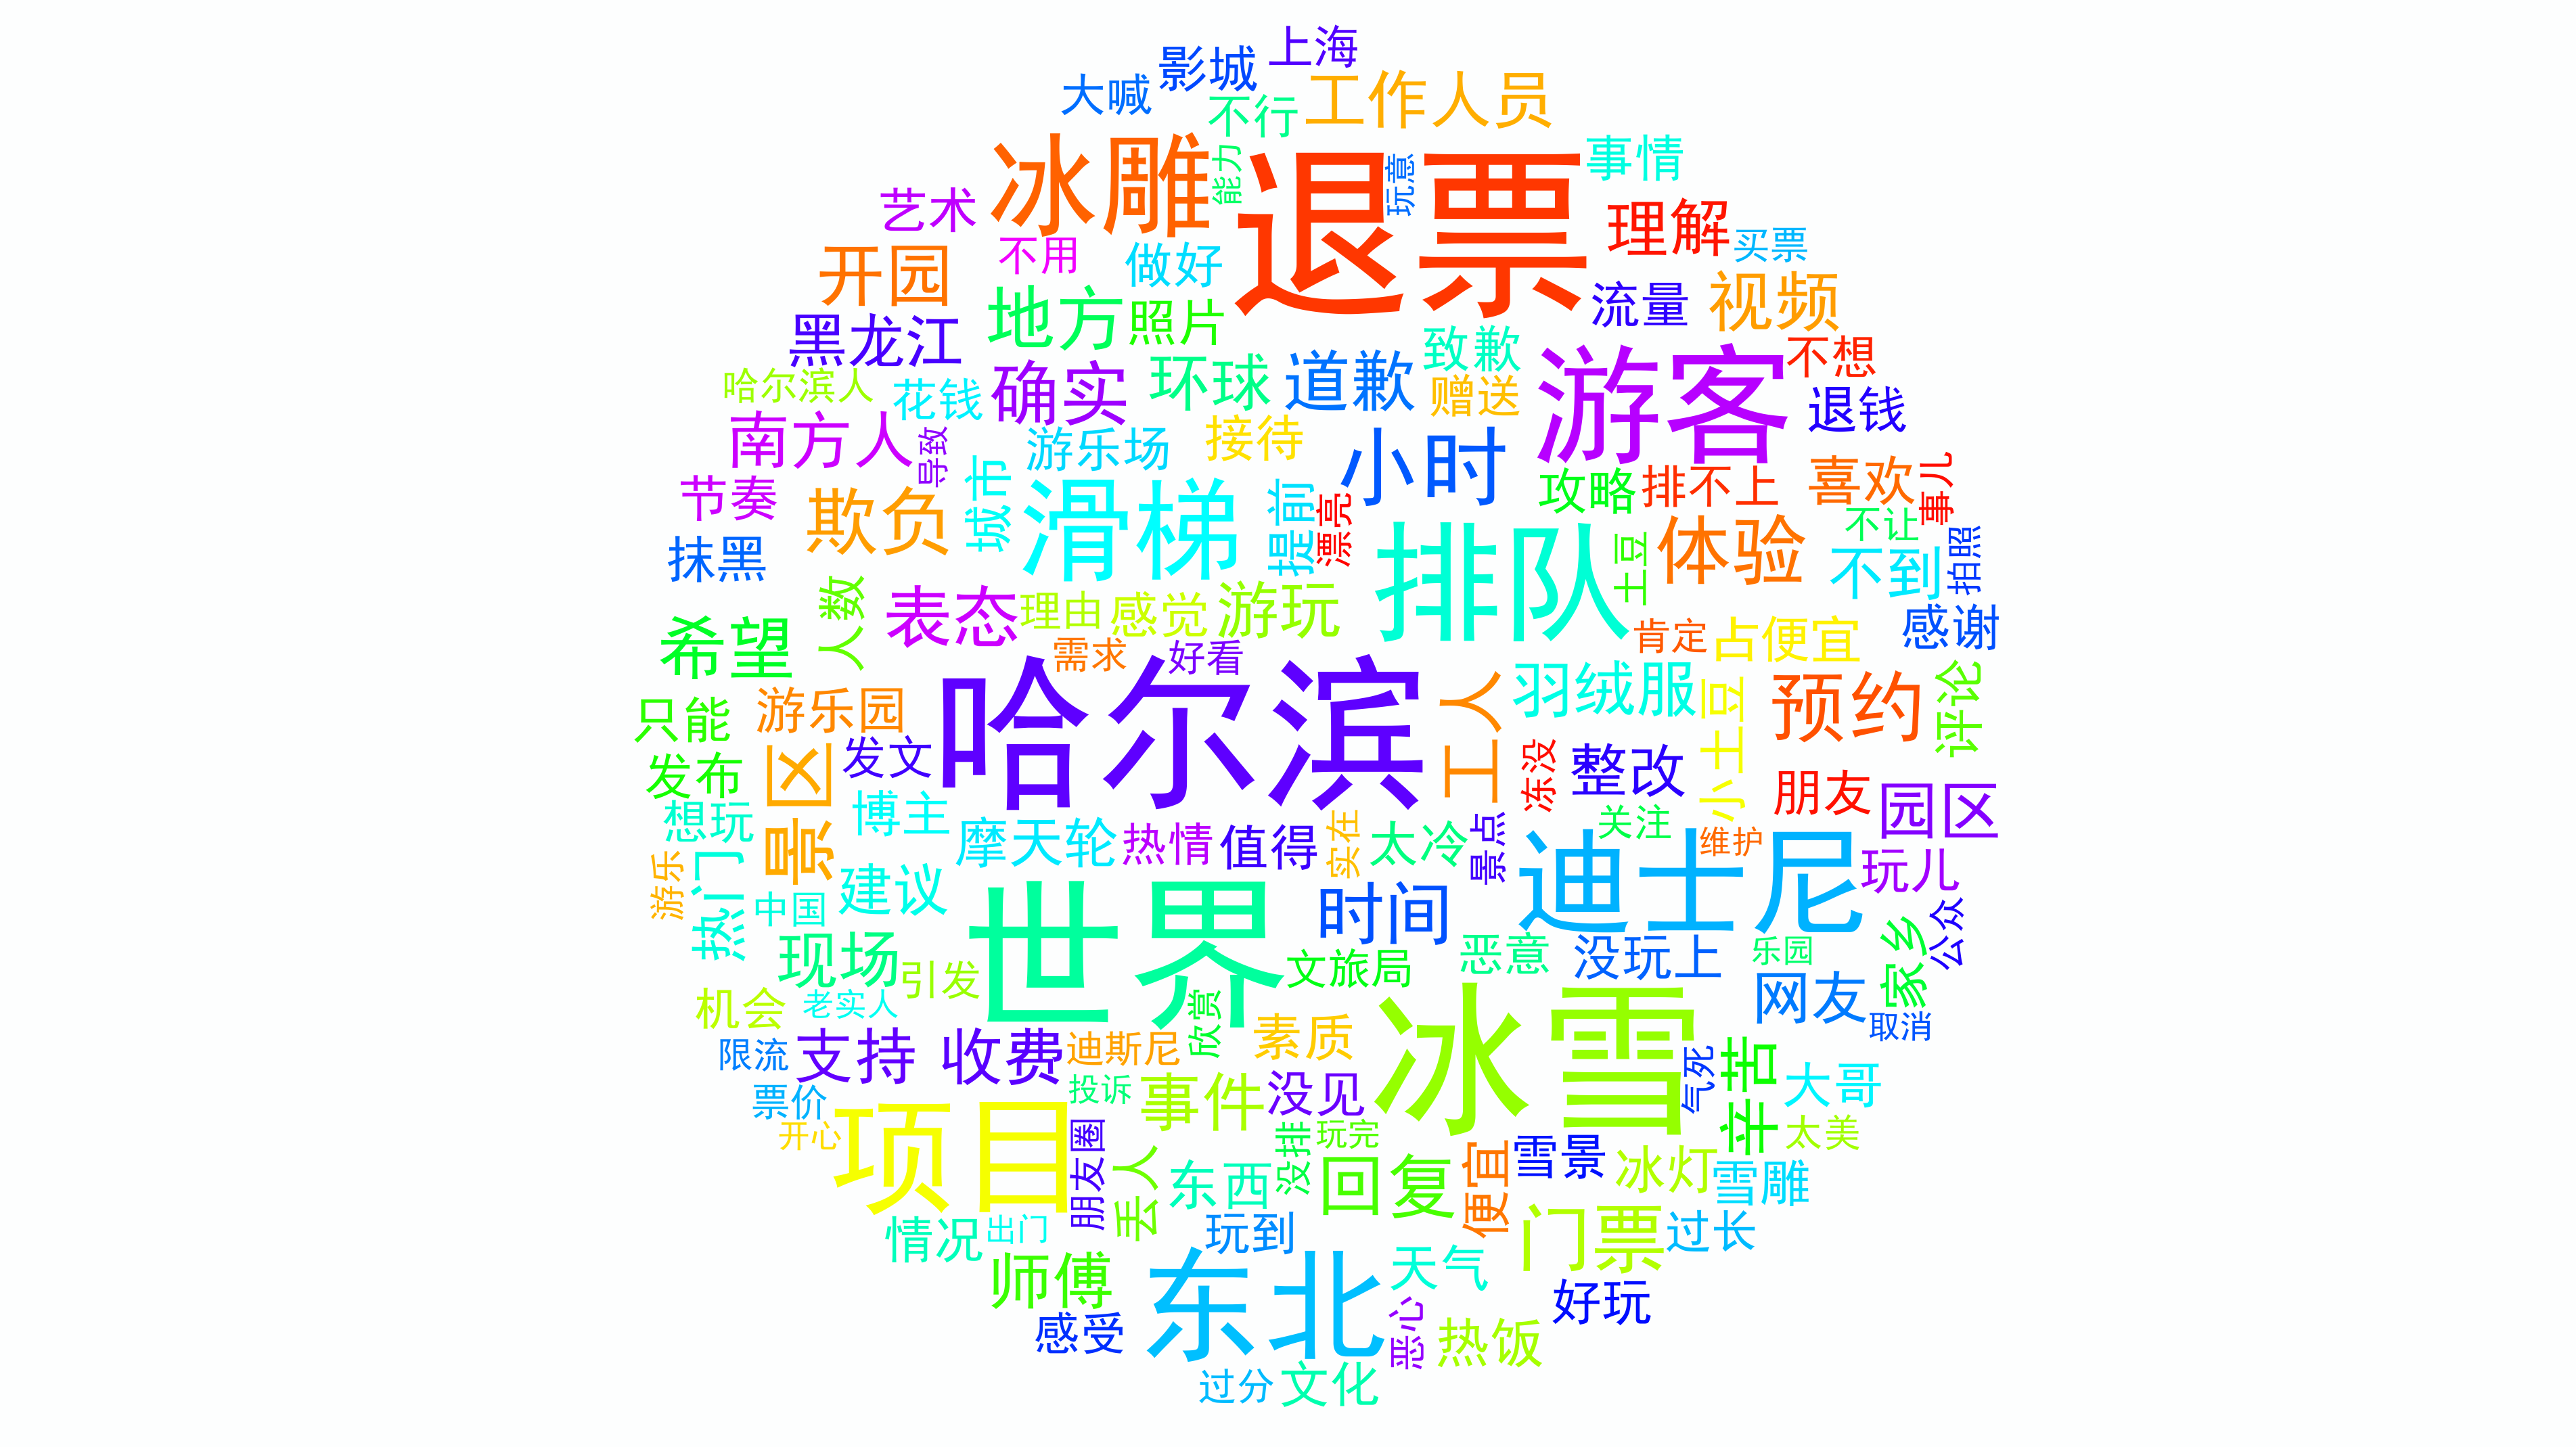 上海
影城
大喊
不行
工作人员
冰雕
能力
退票
玩意
事情
艺术
理解
买票
不用
做好
开园
流量
视频
地方
照片
黑龙江
致歉
不想
哈尔滨人
花钱
确实
环球
道歉
赠送
游客
退钱
南方人
导致
游乐场
接待
小时
节奏
欺负
城市
滑梯
提前
漂亮
攻略
排不上
喜欢
事儿
抹黑
排队
土豆
体验
不让
不到
拍照
人数
表态
理由
感觉
游玩
希望
需求
好看
肯定
占便宜
感谢
只能
游乐园
哈尔滨
工人
羽绒服
小土豆
预约
评论
发布
景区
发文
冻没
整改
想玩
博主
摩天轮
热情
值得
实在
太冷
景点
关注
朋友
园区
维护
游乐
热门
中国
建议
世界
时间
迪士尼
玩儿
公众
现场
引发
文旅局
恶意
没玩上
乐园
家乡
机会
老实人
欣赏
素质
冰雪
网友
取消
限流
支持
收费
迪斯尼
气死
辛苦
票价
投诉
事件
没见
大哥
开心
项目
朋友圈
丢人
东西
没排
玩完
回复
便宜
雪景
冰灯
雪雕
太美
情况
出门
玩到
门票
过长
师傅
东北
天气
好玩
感受
恶心
热饭
过分
文化